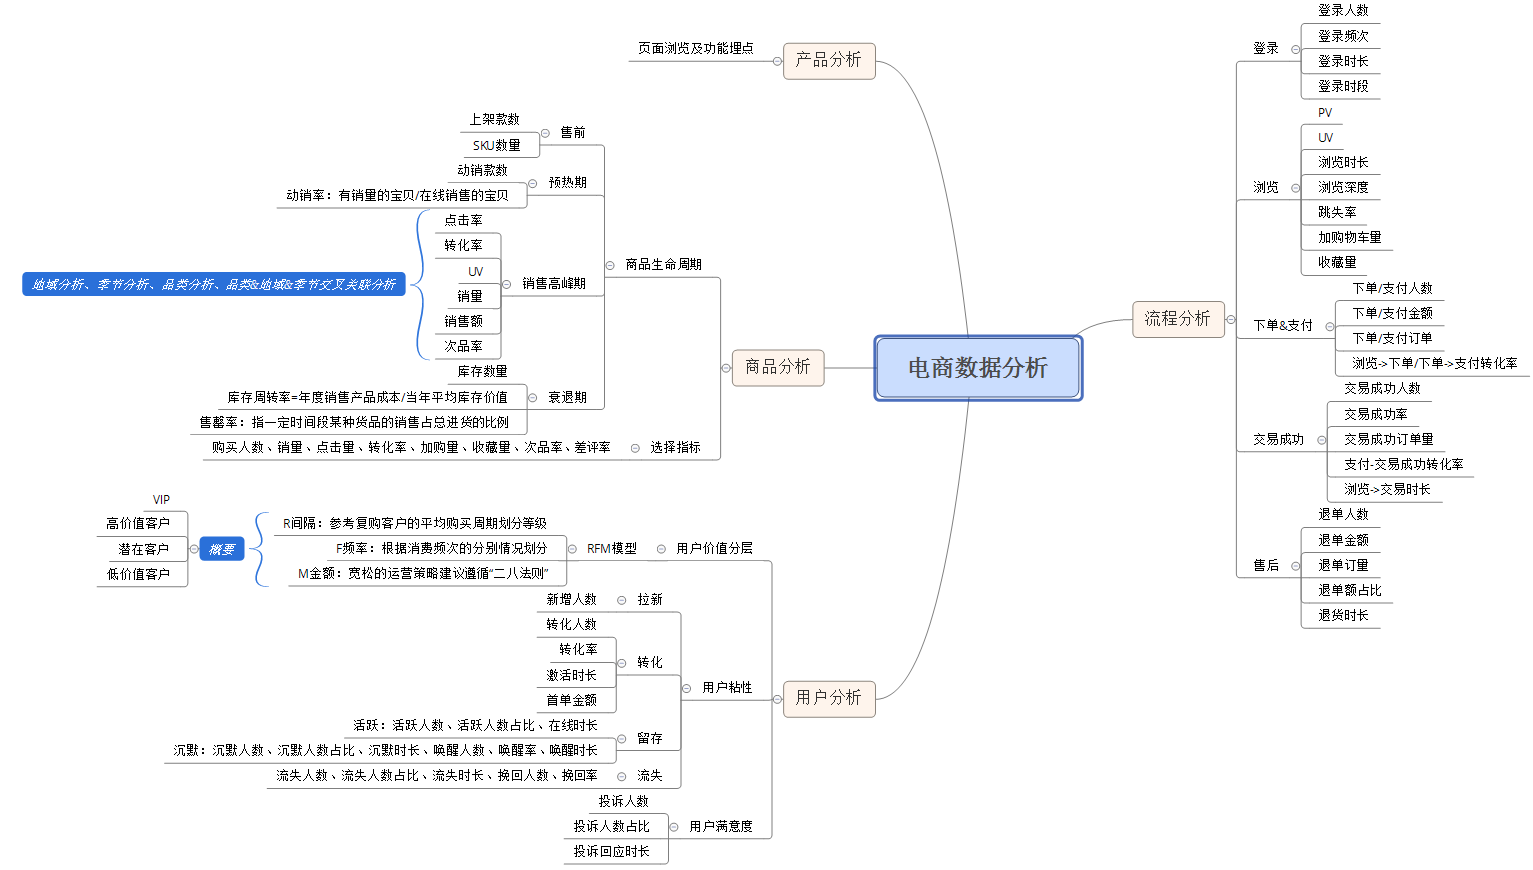 电商数据分析
产品分析
页面浏览及功能埋点
商品分析
商品生命周期
售前
上架款数
SKU数量
预热期
动销款数
动销率：有销量的宝贝/在线销售的宝贝
销售高峰期
点击率
转化率
UV
销量
销售额
次品率
地域分析、季节分析、品类分析、品类&地域&季节交叉关联分析
衰退期
库存数量
库存周转率=年度销售产品成本/当年平均库存价值
售罄率：指一定时间段某种货品的销售占总进货的比例
选择指标
购买人数、销量、点击量、转化率、加购量、收藏量、次品率、差评率
用户分析
用户价值分层
RFM模型
R间隔：参考复购客户的平均购买周期划分等级
F频率：根据消费频次的分别情况划分
M金额：宽松的运营策略建议遵循“二八法则”
概要
VIP
高价值客户
潜在客户
低价值客户
用户粘性
拉新
新增人数
转化
转化人数
转化率
激活时长
首单金额
留存
活跃：活跃人数、活跃人数占比、在线时长
沉默：沉默人数、沉默人数占比、沉默时长、唤醒人数、唤醒率、唤醒时长
流失
流失人数、流失人数占比、流失时长、挽回人数、挽回率
用户满意度
投诉人数
投诉人数占比
投诉回应时长
流程分析
登录
登录人数
登录频次
登录时长
登录时段
浏览
PV
UV
浏览时长
浏览深度
跳失率
加购物车量
收藏量
下单&支付
下单/支付人数
下单/支付金额
下单/支付订单
浏览->下单/下单->支付转化率
交易成功
交易成功人数
交易成功率
交易成功订单量
支付-交易成功转化率
浏览->交易时长
售后
退单人数
退单金额
退单订量
退单额占比
退货时长